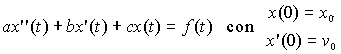 ax''(t) + bx'(t) + cx(t) = f(t) con x(0) = x₀
x'(0) = v₀